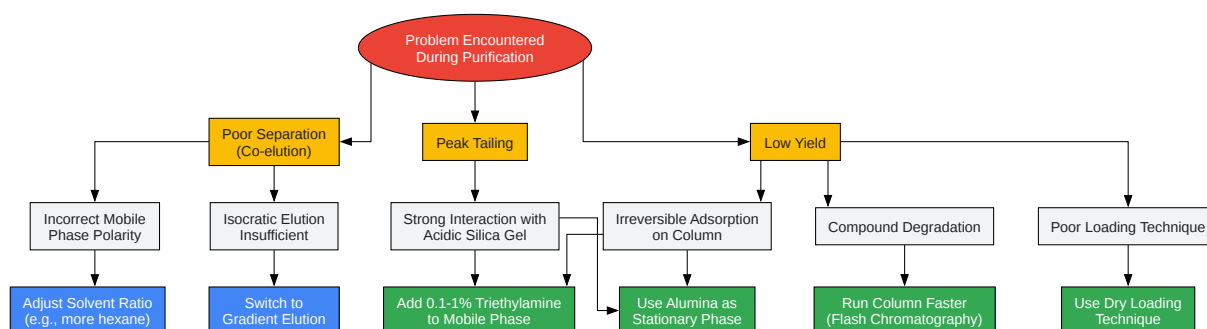 Problem Encountered
During Purification
Poor Separation
(Co-elution)
Peak Tailing
Low Yield
Incorrect Mobile
Phase Polarity
Isocratic Elution
Insufficient
Strong Interaction with
Acidic Silica Gel
Irreversible Adsorption
on Column
Compound Degradation
Poor Loading Technique
Adjust Solvent Ratio
(e.g., more hexane)
Switch to
Gradient Elution
Add 0.1-1% Triethylamine
to Mobile Phase
Use Alumina as
Stationary Phase
Run Column Faster
(Flash Chromatography)
Use Dry Loading
Technique